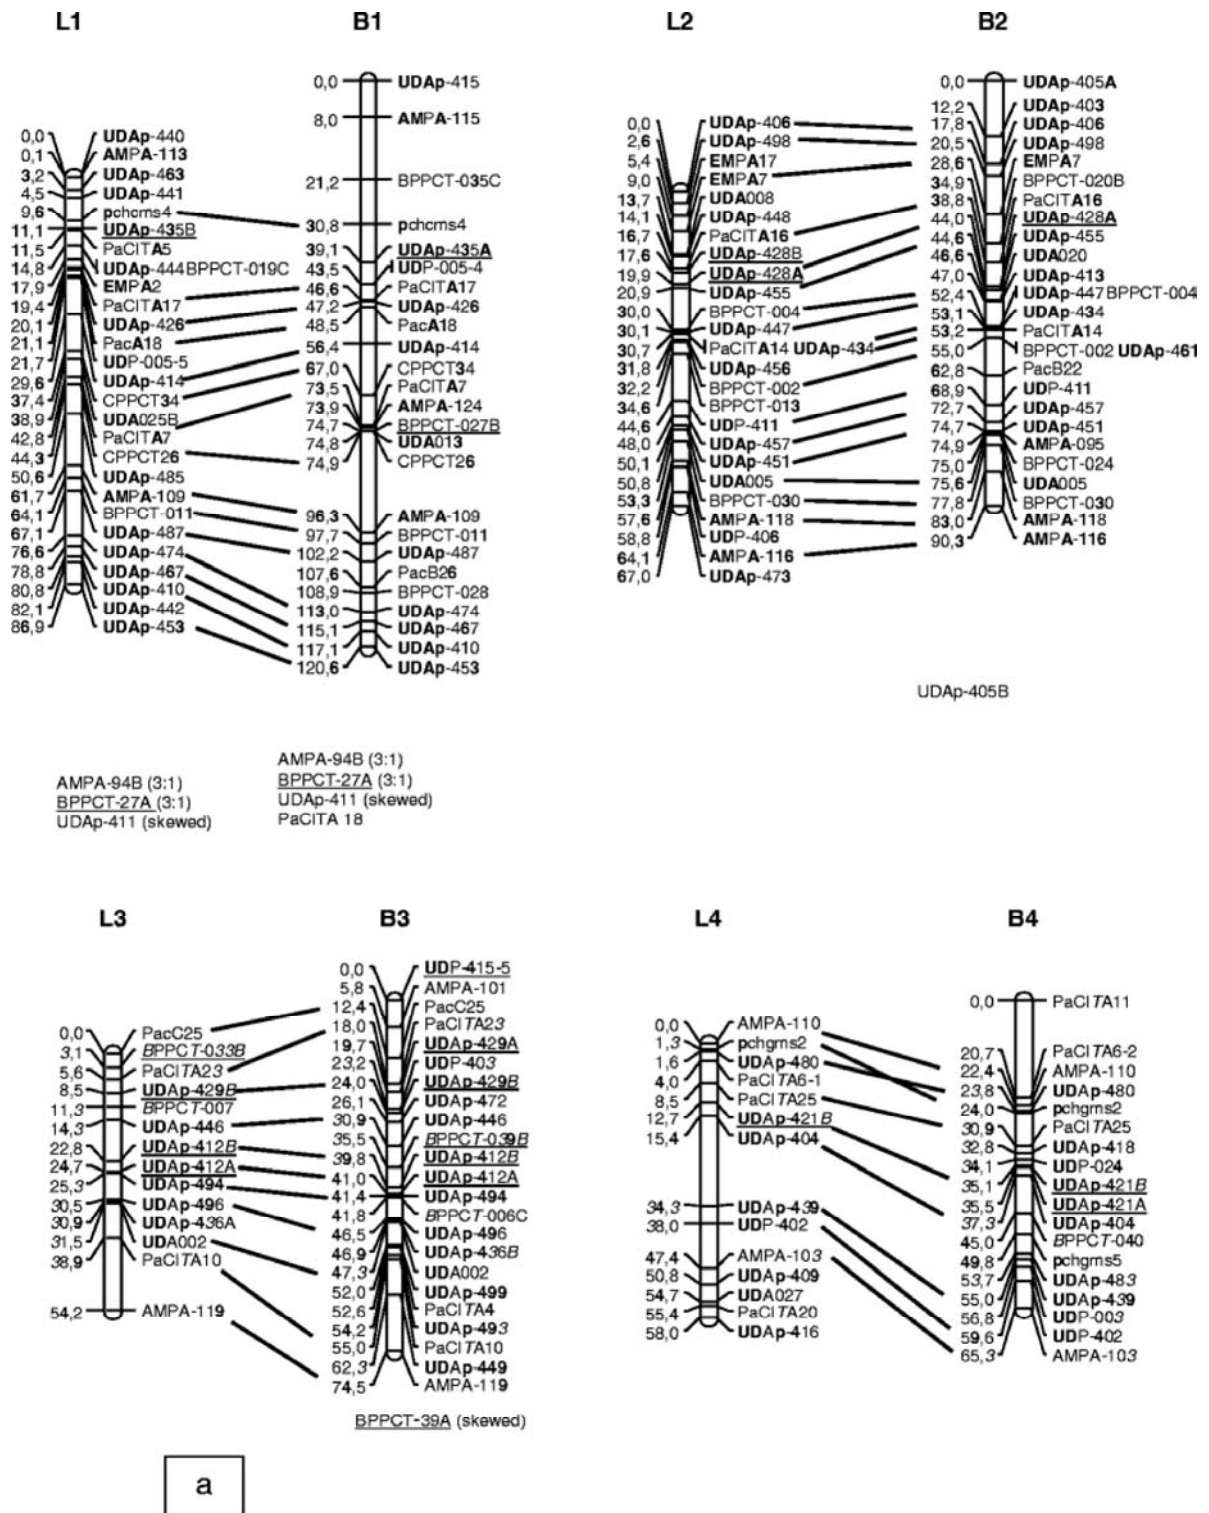 L1
0,0 UDAp-440
0,1 AMPA-113
3,2 UDAp-463
4,5 UDAp-441
9,6 pchcms4
11,1 UDAp-435B
11,5 PaCITA5
14,8 UDAp-444 BPPCT-019C
17,9 EMPA2
19,4 PaCITA17
20,1 UDAp-426
21,1 PacA18
21,7 UDP-005-5
29,6 UDAp-414
37,4 CPPCT34
38,9 UDA025B
42,8 PaCITA7
44,3 CPPCT26
50,6 UDAp-485
61,7 AMPA-109
64,1 BPPCT-011
67,1 UDAp-487
76,6 UDAp-474
78,8 UDAp-467
80,8 UDAp-410
82,1 UDAp-442
86,9 UDAp-453
AMPA-94B (3:1)
BPPCT-27A (3:1)
UDAp-411 (skewed)
B1
0,0 UDAp-415
8,0 AMPA-115
21,2 BPPCT-035C
30,8 pchcms4
39,1 UDAp-435A
43,5 UDP-005-4
46,6 PaCITA17
47,2 UDAp-426
48,5 PacA18
56,4 UDAp-414
67,0 CPPCT34
73,5 PaCITA7
73,9 AMPA-124
74,7 BPPCT-027B
74,8 UDA013
74,9 CPPCT26
96,3 AMPA-109
97,7 BPPCT-011
102,2 UDAp-487
107,6 PacB26
108,9 BPPCT-028
113,0 UDAp-474
115,1 UDAp-467
117,1 UDAp-410
120,6 UDAp-453
AMPA-94B (3:1)
BPPCT-27A (3:1)
UDAp-411 (skewed)
PaCITA 18
L2
0,0 UDAp-406
2,6 UDAp-498
5,4 EMPA17
9,0 EMPA7
13,7 UDA008
14,1 UDAp-448
16,7 PaCITA16
17,6 UDAp-428B
19,9 UDAp-428A
20,9 UDAp-455
30,0 BPPCT-004
30,1 UDAp-447
30,7 PaCITA14 UDAp-434
31,8 UDAp-456
32,2 BPPCT-002
34,6 BPPCT-013
44,6 UDP-411
48,0 UDAp-457
50,1 UDAp-451
50,8 UDA005
53,3 BPPCT-030
57,6 AMPA-118
58,8 UDP-406
64,1 AMPA-116
67,0 UDAp-473
B2
0,0 UDAp-405A
12,2 UDAp-403
17,8 UDAp-406
20,5 UDAp-498
28,6 EMPA7
34,9 BPPCT-020B
38,8 PaCITA16
44,0 UDAp-428A
44,6 UDAp-455
46,6 UDA020
47,0 UDAp-413
52,4 UDAp-447 BPPCT-004
53,1 UDAp-434
53,2 PaCITA14
55,0 BPPCT-002 UDAp-461
62,8 PacB22
68,9 UDP-411
72,7 UDAp-457
74,7 UDAp-451
74,9 AMPA-095
75,0 BPPCT-024
75,6 UDA005
77,8 BPPCT-030
83,0 AMPA-118
90,3 AMPA-116
UDAp-405B
L3
0,0 PacC25
3,1 BPPCT-033B
5,6 PaCITA23
8,5 UDAp-429B
11,3 BPPCT-007
14,3 UDAp-446
22,8 UDAp-412B
24,7 UDAp-412A
25,3 UDAp-494
30,5 UDAp-496
30,9 UDAp-436A
31,5 UDA002
38,9 PaCITA10
54,2 AMPA-119
B3
0,0 UDP-415-5
5,8 AMPA-101
12,4 PacC25
18,0 PaCITA23
19,7 UDAp-429A
23,2 UDP-403
24,0 UDAp-429B
26,1 UDAp-472
30,9 UDAp-446
35,5 BPPCT-039B
39,8 UDAp-412B
41,0 UDAp-412A
41,4 UDAp-494
41,8 BPPCT-006C
46,5 UDAp-496
46,9 UDAp-436B
47,3 UDA002
52,0 UDAp-499
52,6 PaCITA4
54,2 UDAp-493
55,0 PaCITA10
62,3 UDAp-449
74,5 AMPA-119
BPPCT-39A (skewed)
L4
0,0 AMPA-110
1,3 pchgms2
1,6 UDAp-480
4,0 PaCITA6-1
8,5 PaCITA25
12,7 UDAp-421B
15,4 UDAp-404
34,3 UDAp-439
38,0 UDP-402
47,4 AMPA-103
50,8 UDAp-409
54,7 UDA027
55,4 PaCITA20
58,0 UDAp-416
B4
0,0 PaCITA11
20,7 PaCITA6-2
22,4 AMPA-110
23,8 UDAp-480
24,0 pchgms2
30,9 PaCITA25
32,8 UDAp-418
34,1 UDP-024
35,1 UDAp-421B
35,5 UDAp-421A
37,3 UDAp-404
45,0 BPPCT-040
49,8 pchgms5
53,7 UDAp-483
55,0 UDAp-439
56,8 UDP-003
59,6 UDP-402
65,3 AMPA-103
a